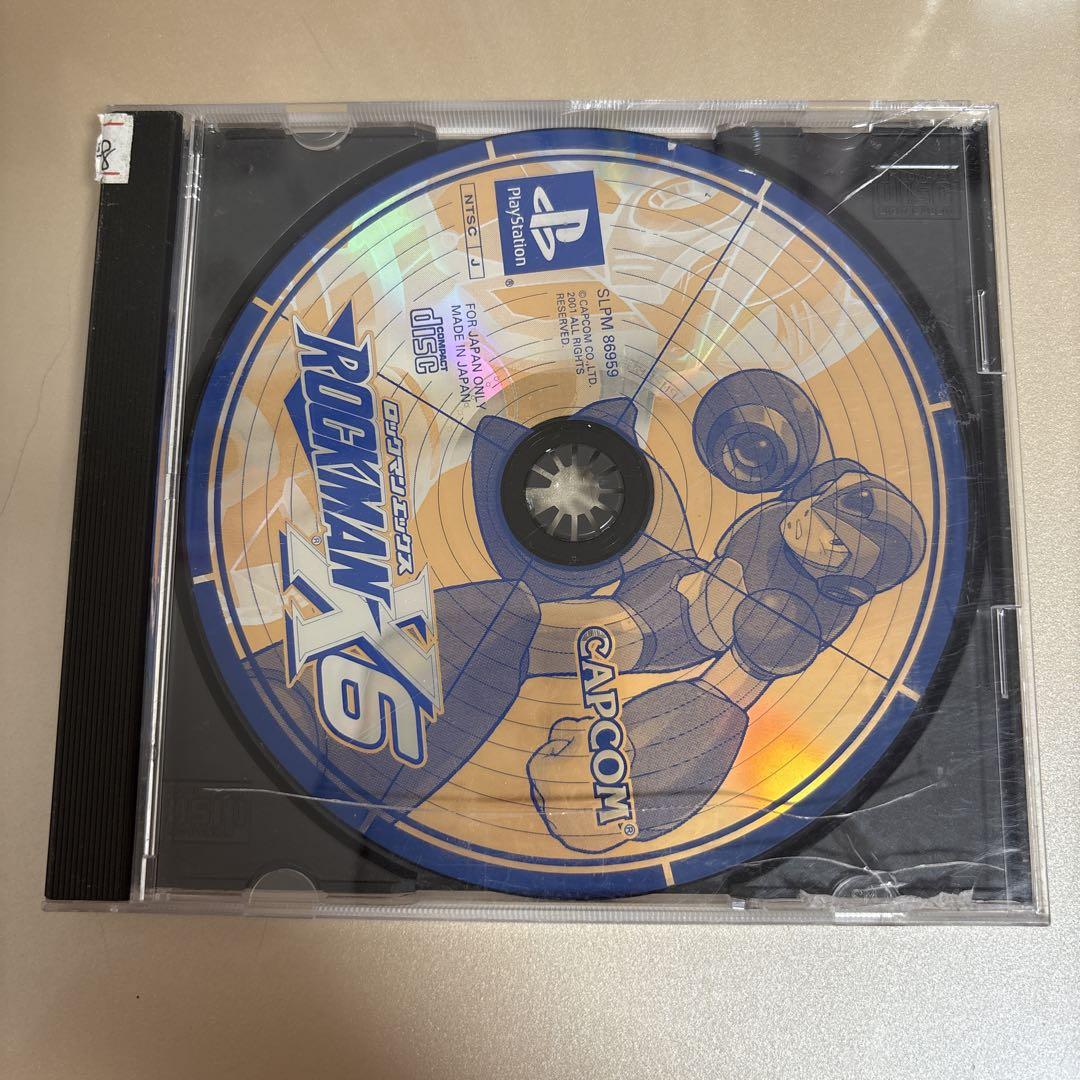 PlayStation
®
NTSC J
SLPM 86959
©CAPCOM CO., LTD.
2001 ALL RIGHTS
RESERVED.
FOR JAPAN ONLY
MADE IN JAPAN
COMPACT
disc
ロックマンエックス
ROCKMAN X6
®
CAPCOM®